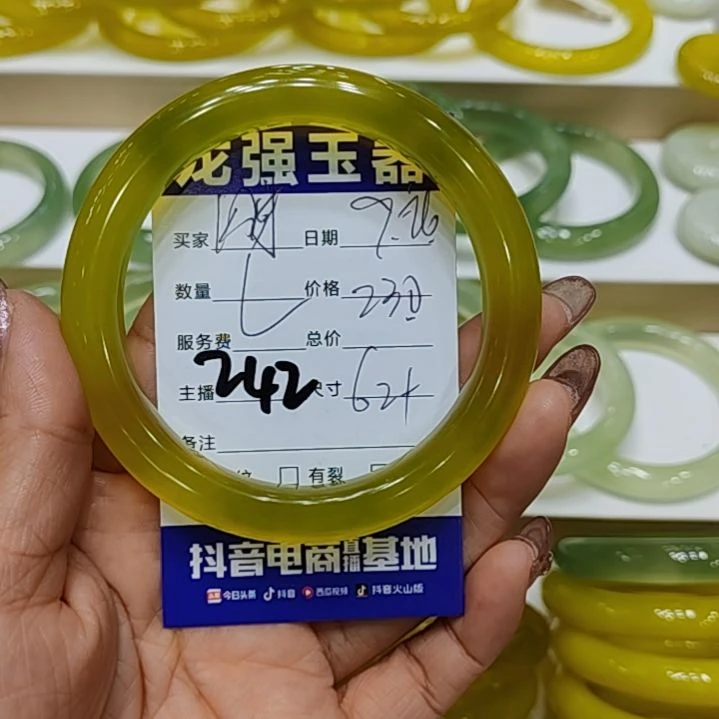 龙强玉器
买家 日期 9.26
数量 价格 230
服务费 总价
主播 242 尺寸 62+
备注
纹 有裂
抖音电商直播基地
今日头条 抖音 西瓜视频 抖音火山版